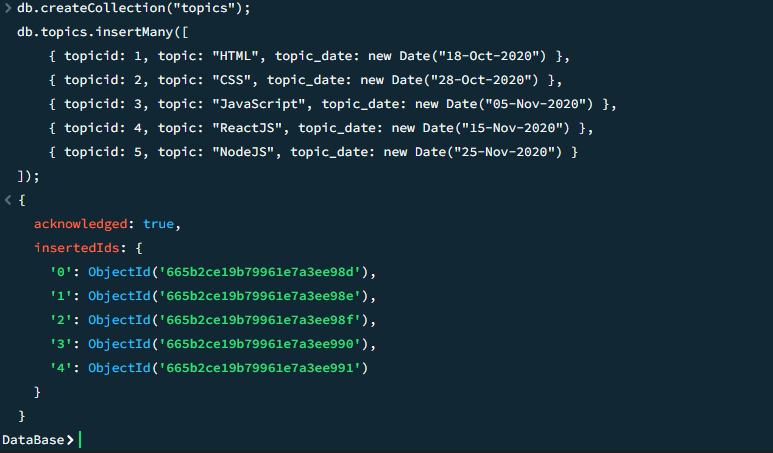 > db.createCollection("topics");
db.topics.insertMany([
{ topicid: 1, topic: "HTML", topic_date: new Date("18-Oct-2020") },
{ topicid: 2, topic: "CSS", topic_date: new Date("28-Oct-2020") },
{ topicid: 3, topic: "JavaScript", topic_date: new Date("05-Nov-2020") },
{ topicid: 4, topic: "ReactJS", topic_date: new Date("15-Nov-2020") },
{ topicid: 5, topic: "NodeJS", topic_date: new Date("25-Nov-2020") }
]);
< {
acknowledged: true,
insertedIds: {
'0': ObjectId('665b2ce19b79961e7a3ee98d'),
'1': ObjectId('665b2ce19b79961e7a3ee98e'),
'2': ObjectId('665b2ce19b79961e7a3ee98f'),
'3': ObjectId('665b2ce19b79961e7a3ee990'),
'4': ObjectId('665b2ce19b79961e7a3ee991')
}
}
DataBase>